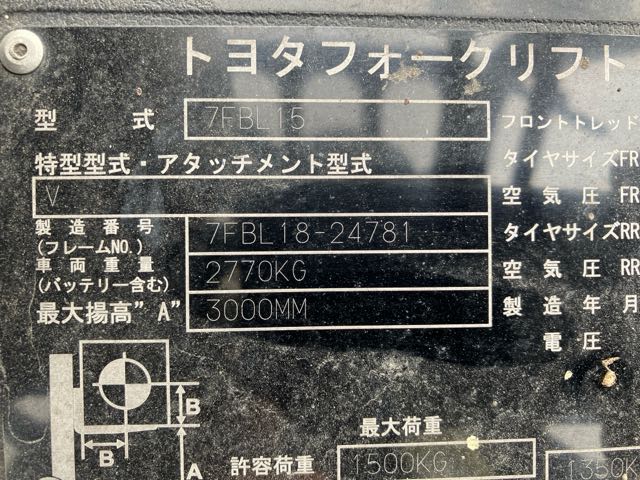 トヨタフォークリフト
型 式 7FBL15
フロントトレッド
特型型式・アタッチメント型式
タイヤサイズFR
V
空気圧 FR
製造番号
(フレームNO.)
7FBL18-24781
タイヤサイズRR
車両重量
(バッテリー含む)
2770KG
空気圧 RR
最大揚高"A"
3000MM
製造年月
電圧
B
B
A
最大荷重
許容荷重 1500KG 1350K